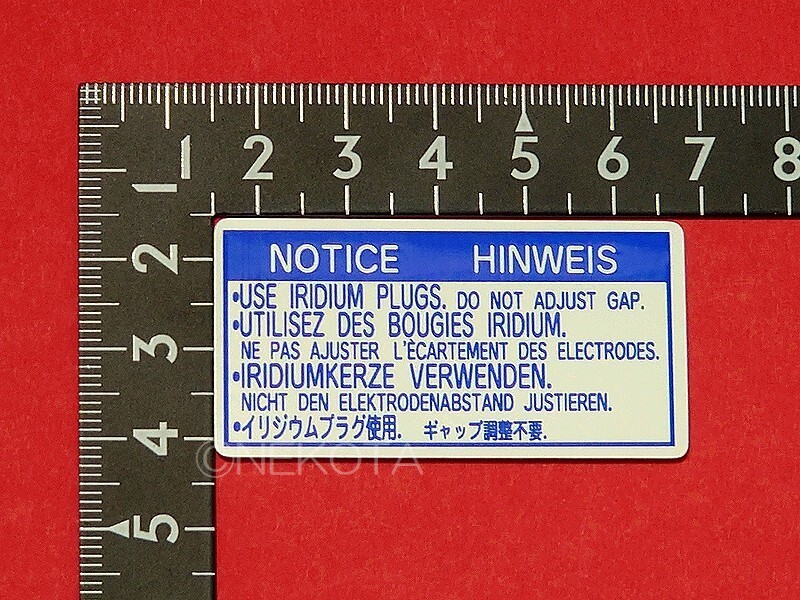 1 2 3 4 5 6 7 8
1
2
3
4
5
NOTICE HINWEIS
•USE IRIDIUM PLUGS. DO NOT ADJUST GAP.
•UTILISEZ DES BOUGIES IRIDIUM.
NE PAS AJUSTER L'ÈCARTEMENT DES ELECTRODES.
•IRIDIUMKERZE VERWENDEN.
NICHT DEN ELEKTRODENABSTAND JUSTIEREN.
•イリジウムプラグ使用. ギャップ調整不要.
©NEKOTA